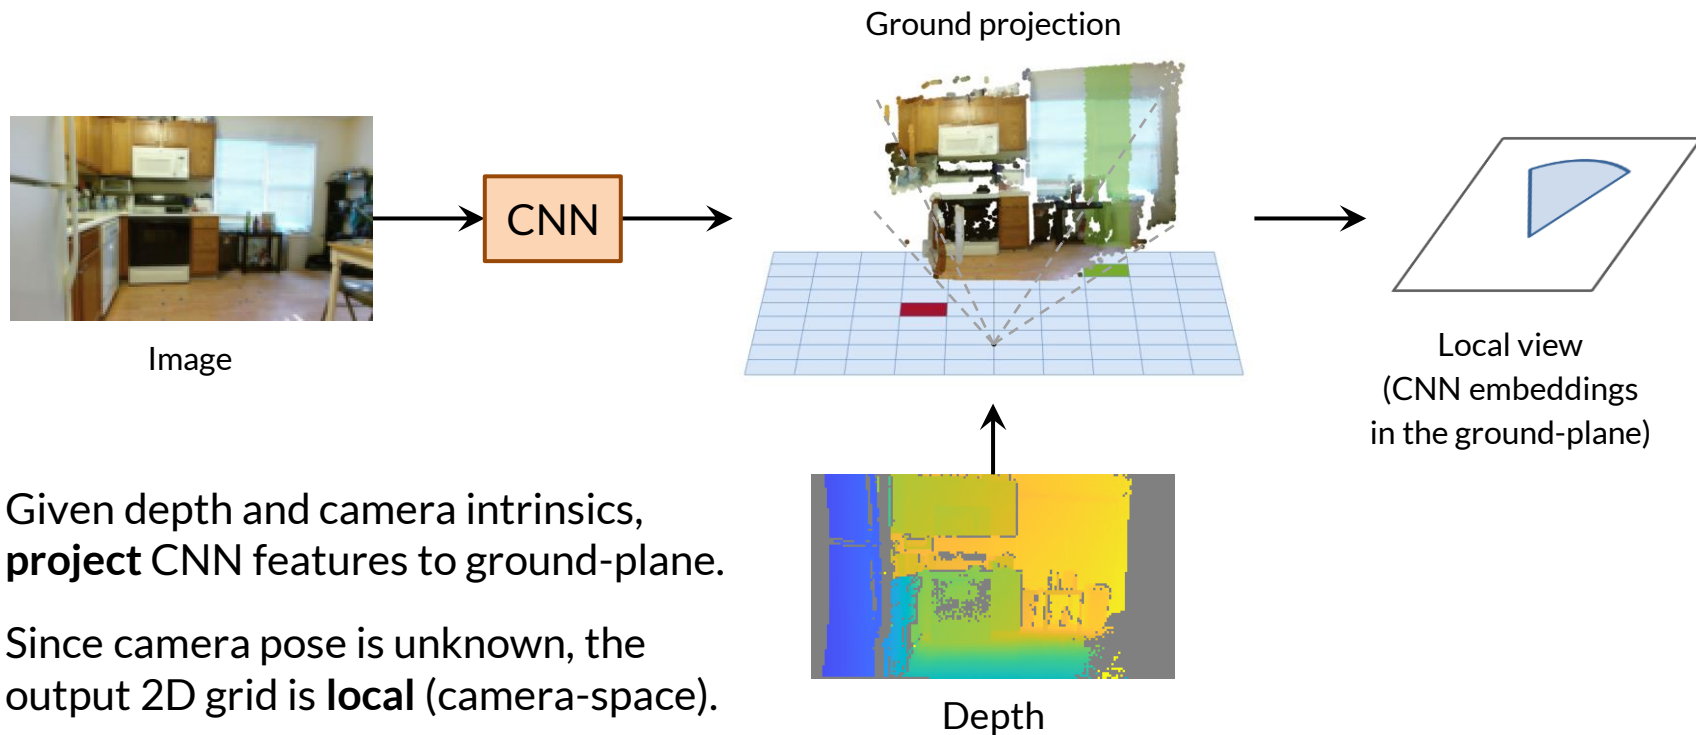 Ground projection
CNN
Image
Local view
(CNN embeddings
in the ground-plane)
Given depth and camera intrinsics,
project CNN features to ground-plane.
Since camera pose is unknown, the
output 2D grid is local (camera-space).
Depth